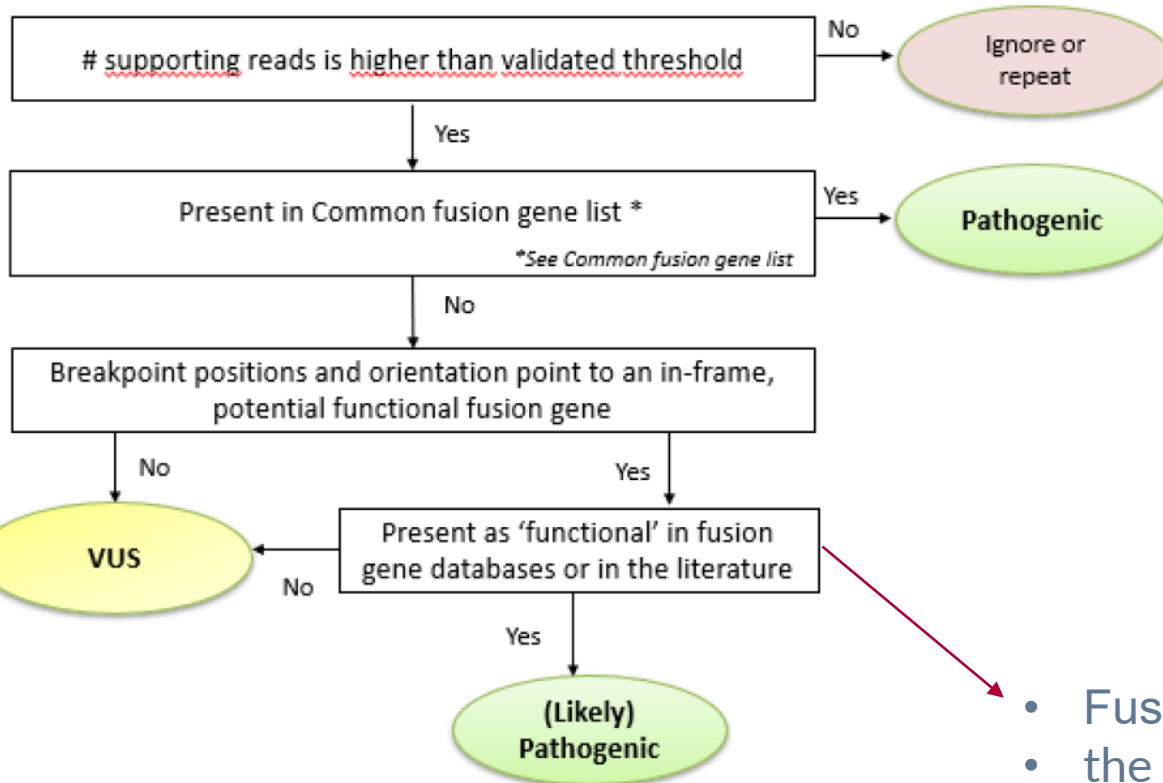 # supporting reads is higher than validated threshold
No
Ignore or
repeat
Yes
Present in Common fusion gene list *
*See Common fusion gene list
Yes
Pathogenic
No
Breakpoint positions and orientation point to an in-frame,
potential functional fusion gene
No
Yes
VUS
No
Present as ‘functional’ in fusion
gene databases or in the literature
Yes
(Likely)
Pathogenic
• Fus
• the